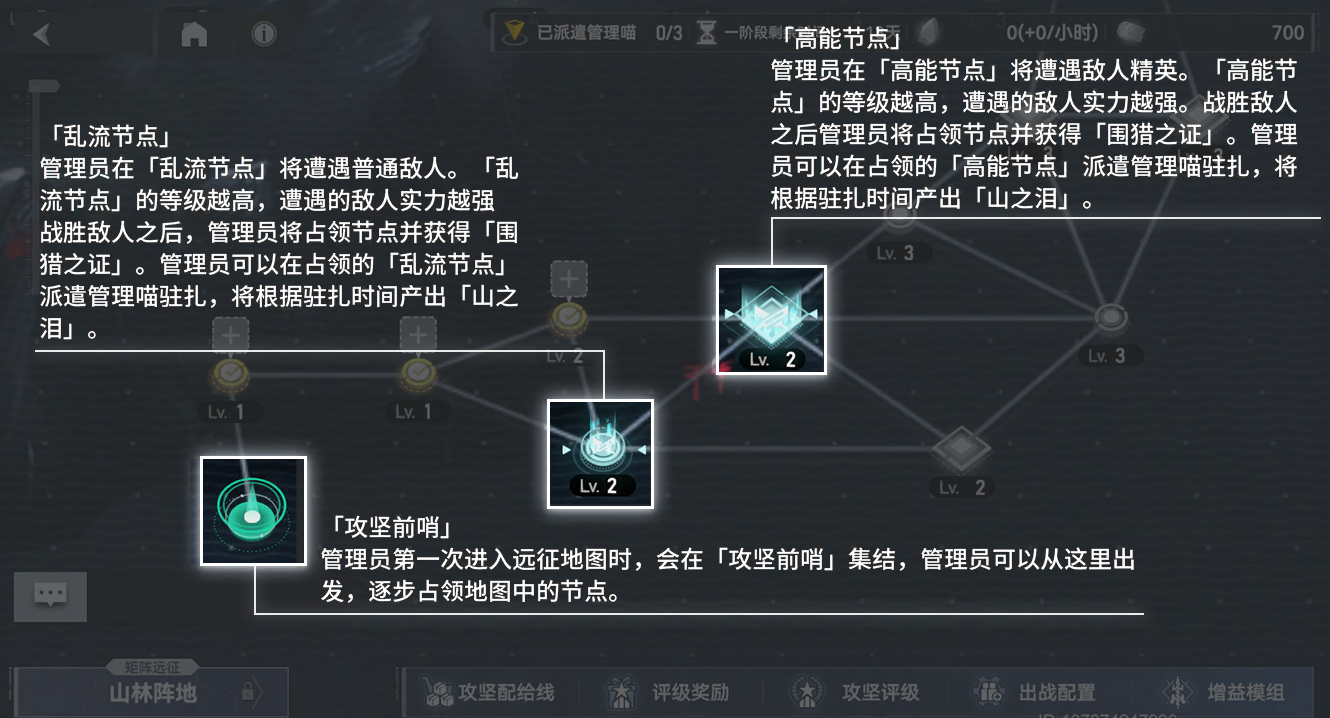 已派遣管理喵 0/3
0(+0/小时)
700
「高能节点」
管理员在「高能节点」将遭遇敌人精英。「高能节
点」的等级越高，遭遇的敌人实力越强。战胜敌人
之后管理员将占领节点并获得「围猎之证」。管理
员可以在占领的「高能节点」派遣管理喵驻扎，将
根据驻扎时间产出「山之泪」。
「乱流节点」
管理员在「乱流节点」将遭遇普通敌人。「乱
流节点」的等级越高，遭遇的敌人实力越强
战胜敌人之后，管理员将占领节点并获得「围
猎之证」。管理员可以在占领的「乱流节点」
派遣管理喵驻扎，将根据驻扎时间产出「山之
泪」。
Lv. 3
Lv. 2
Lv. 2
Lv. 3
Lv. 1
Lv. 1
Lv. 2
Lv. 2
「攻坚前哨」
管理员第一次进入远征地图时，会在「攻坚前哨」集结，管理员可以从这里出
发，逐步占领地图中的节点。
矩阵远征
山林阵地
攻坚配给线
评级奖励
攻坚评级
出战配置
增益模组